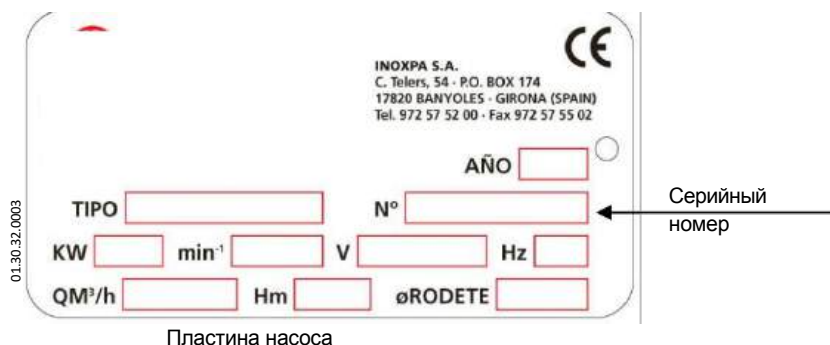 CE
INOXPA S.A.
C. Telers, 54 · P.O. BOX 174
17820 BANYOLES · GIRONA (SPAIN)
Tel. 972 57 52 00 · Fax 972 57 55 02
AÑO
TIPO
Nº
Серийный
номер
KW
min⁻¹
V
Hz
QM³/h
Hm
øRODETE
01.30.32.0003
Пластина насоса